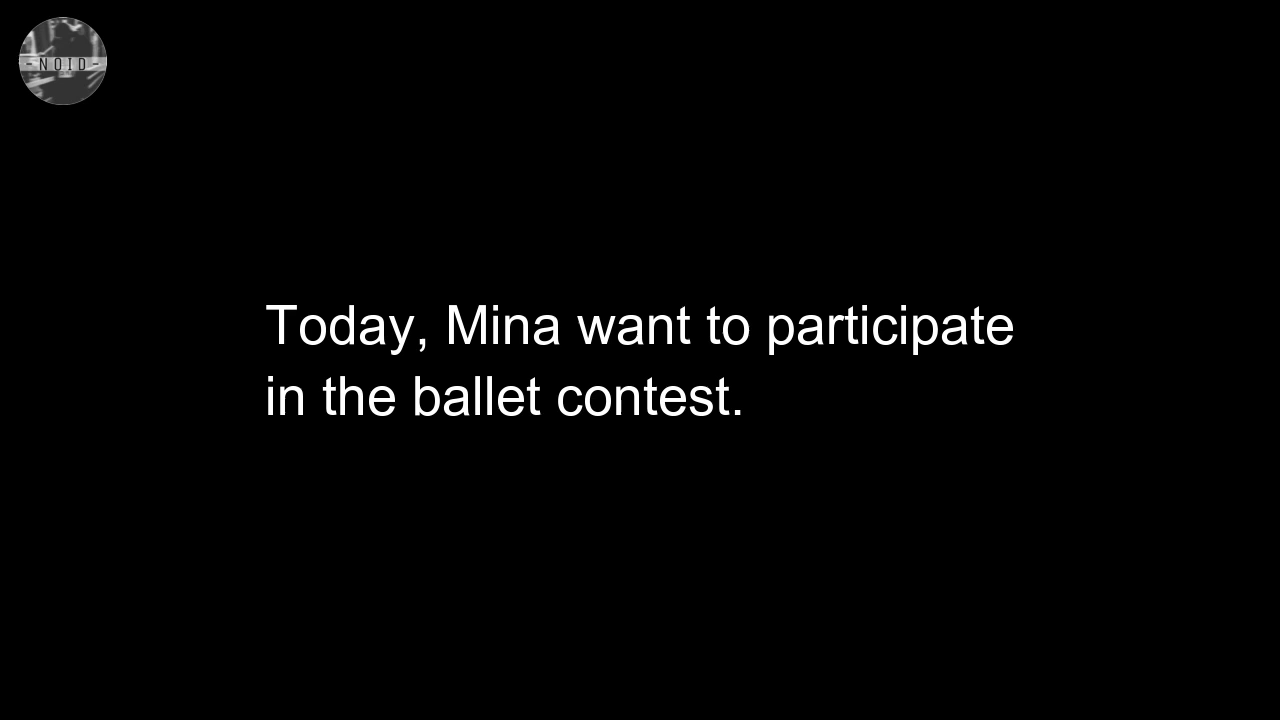 -NOID-
Today, Mina want to participate
in the ballet contest.